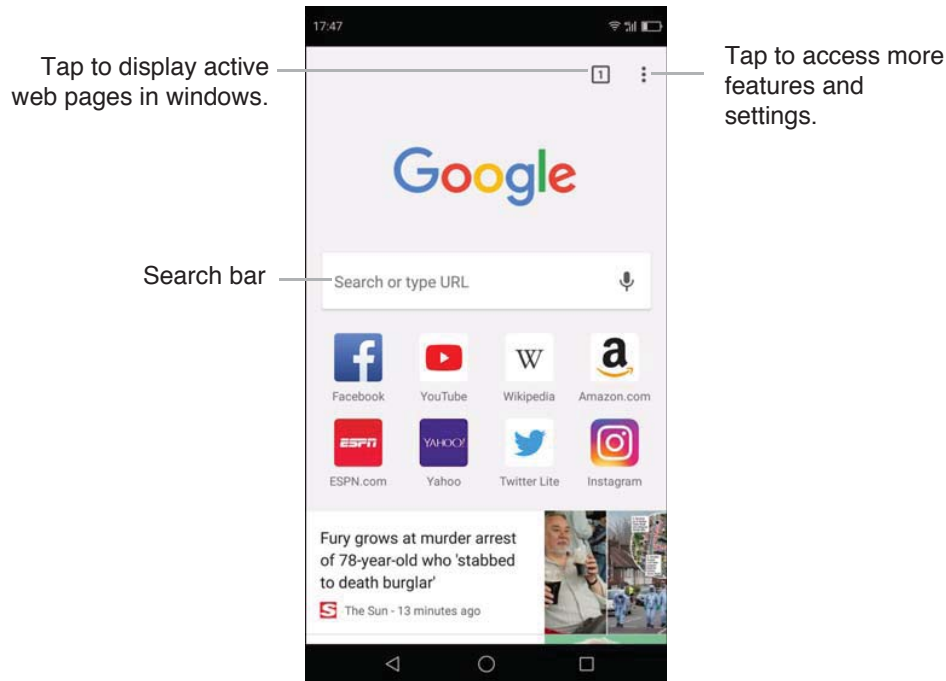 17:47
1
Tap to display active
web pages in windows.
Tap to access more
features and
settings.
Google
Search bar
Search or type URL
f
W
a
Facebook
YouTube
Wikipedia
Amazon.com
ESPN
YAHOO!
ESPN.com
Yahoo
Twitter Lite
Instagram
Fury grows at murder arrest
of 78-year-old who 'stabbed
to death burglar'
S The Sun - 13 minutes ago